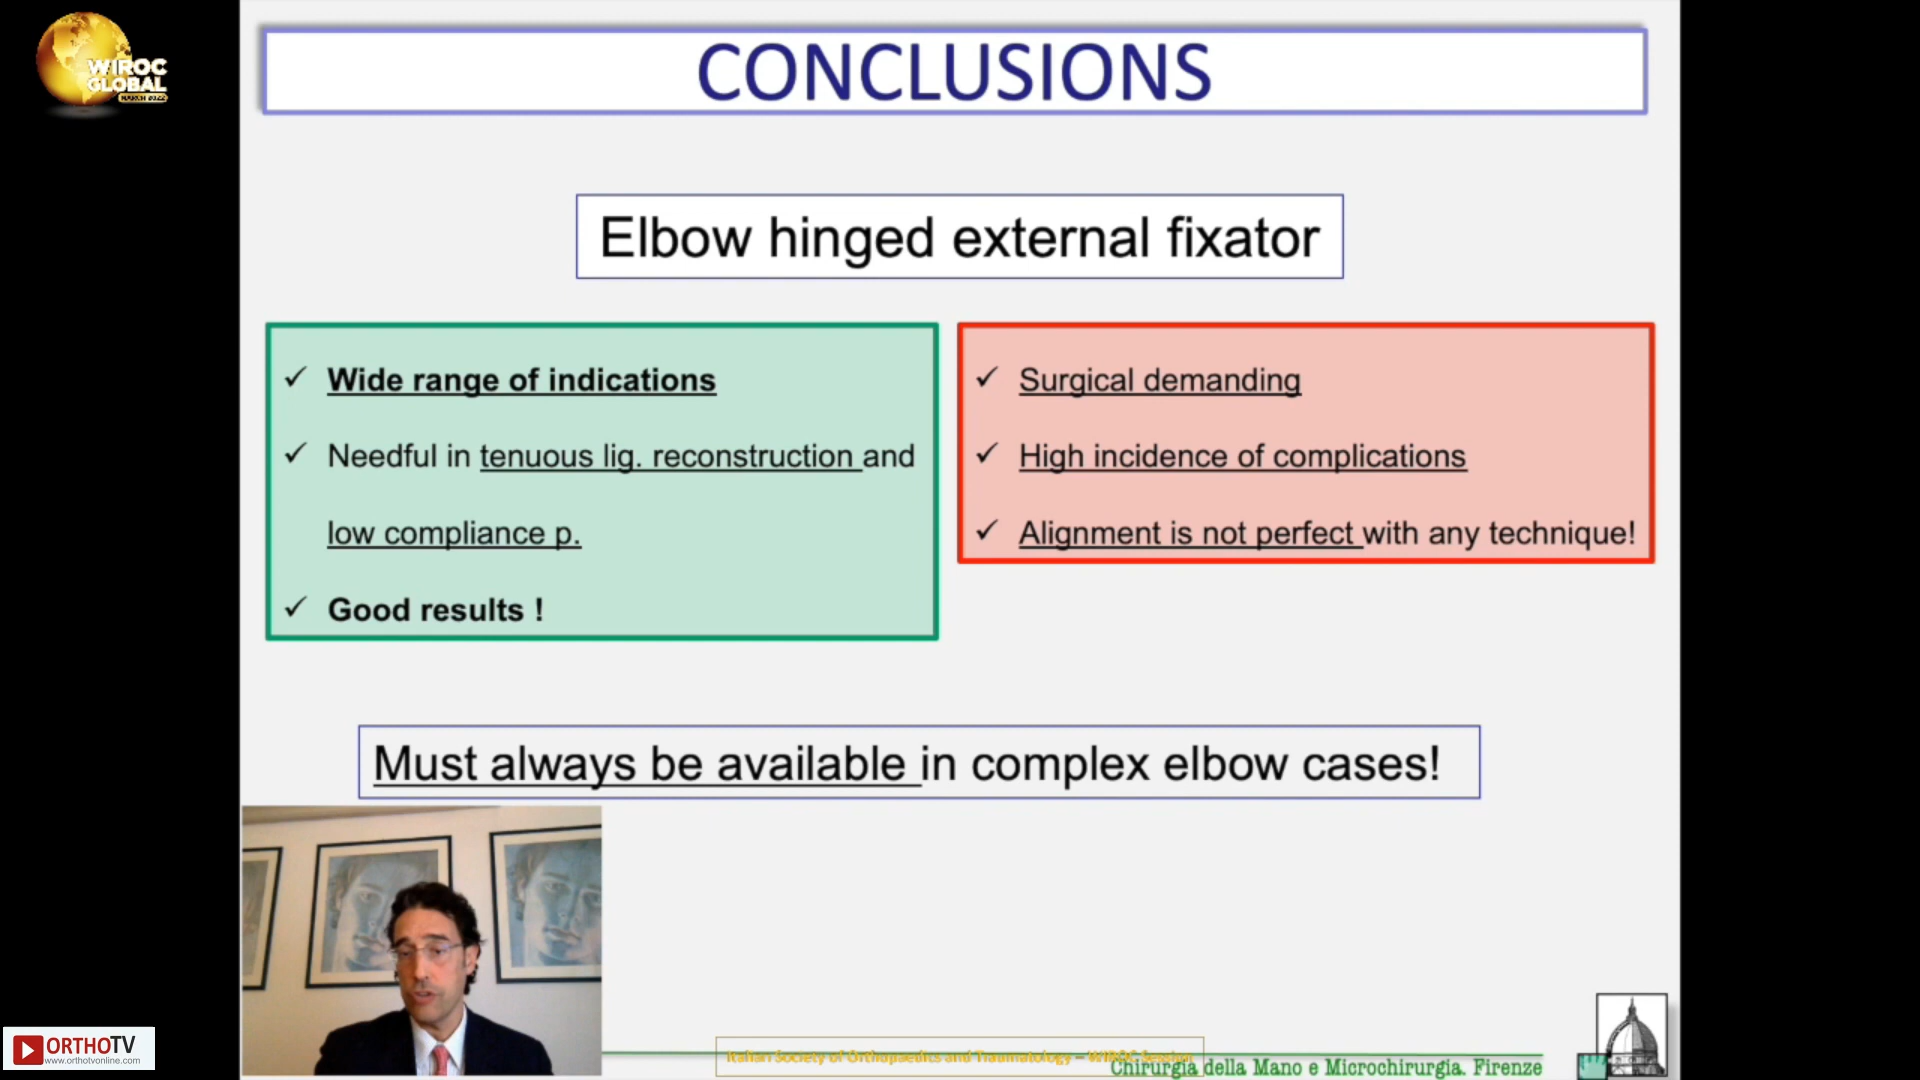 WIROC
GLOBAL
MARCH 2022
CONCLUSIONS
Elbow hinged external fixator
✓ Wide range of indications
✓ Needful in tenuous lig. reconstruction and
low compliance p.
✓ Good results !
✓ Surgical demanding
✓ High incidence of complications
✓ Alignment is not perfect with any technique!
Must always be available in complex elbow cases!
ORTHOTV
www.orthotvonline.com
Italian Society of Orthopaedics and Traumatology – WIROC Session
Chirurgia della Mano e Microchirurgia. Firenze